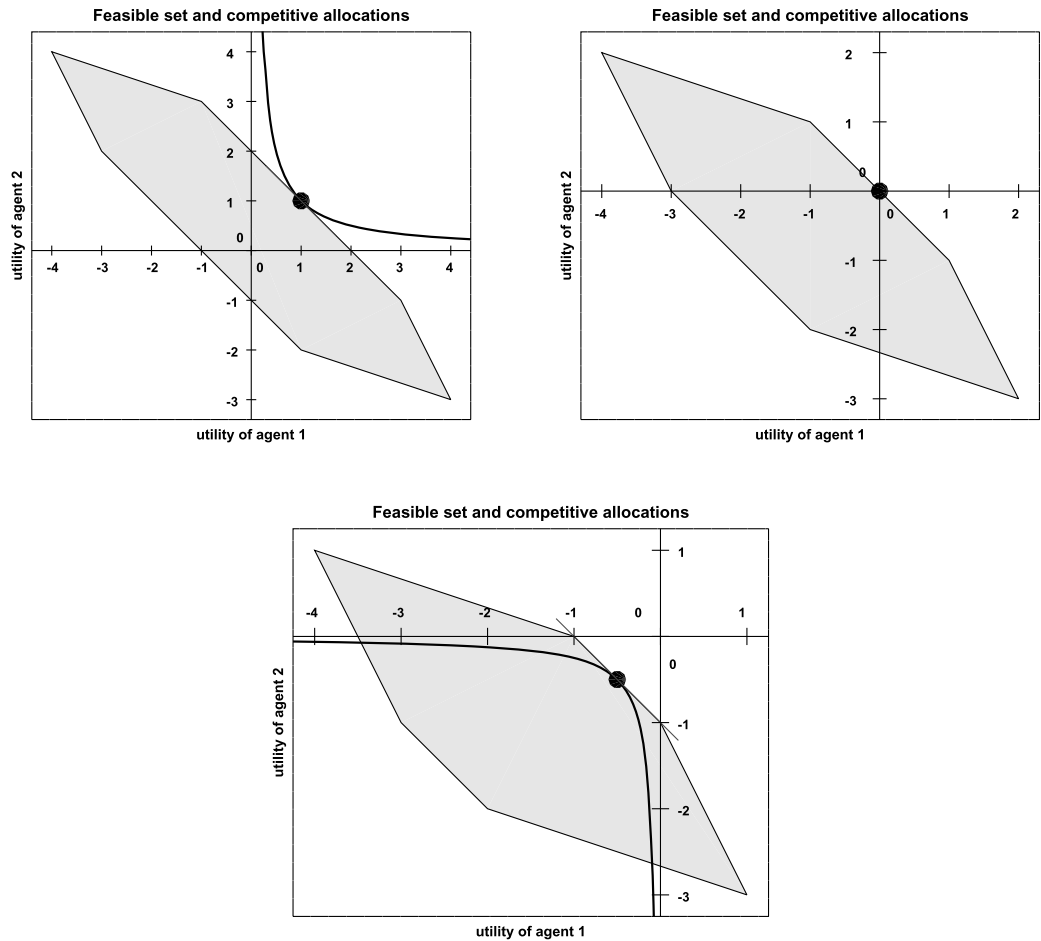 Feasible set and competitive allocations
4
3
2
1
0
-4 -3 -2 -1 0 1 2 3 4
-1
-2
-3
utility of agent 2
utility of agent 1
Feasible set and competitive allocations
2
1
0
-4 -3 -2 -1 0 1 2
-1
-2
-3
utility of agent 2
utility of agent 1
Feasible set and competitive allocations
1
-4 -3 -2 -1 0 1
0
-1
-2
-3
utility of agent 2
utility of agent 1